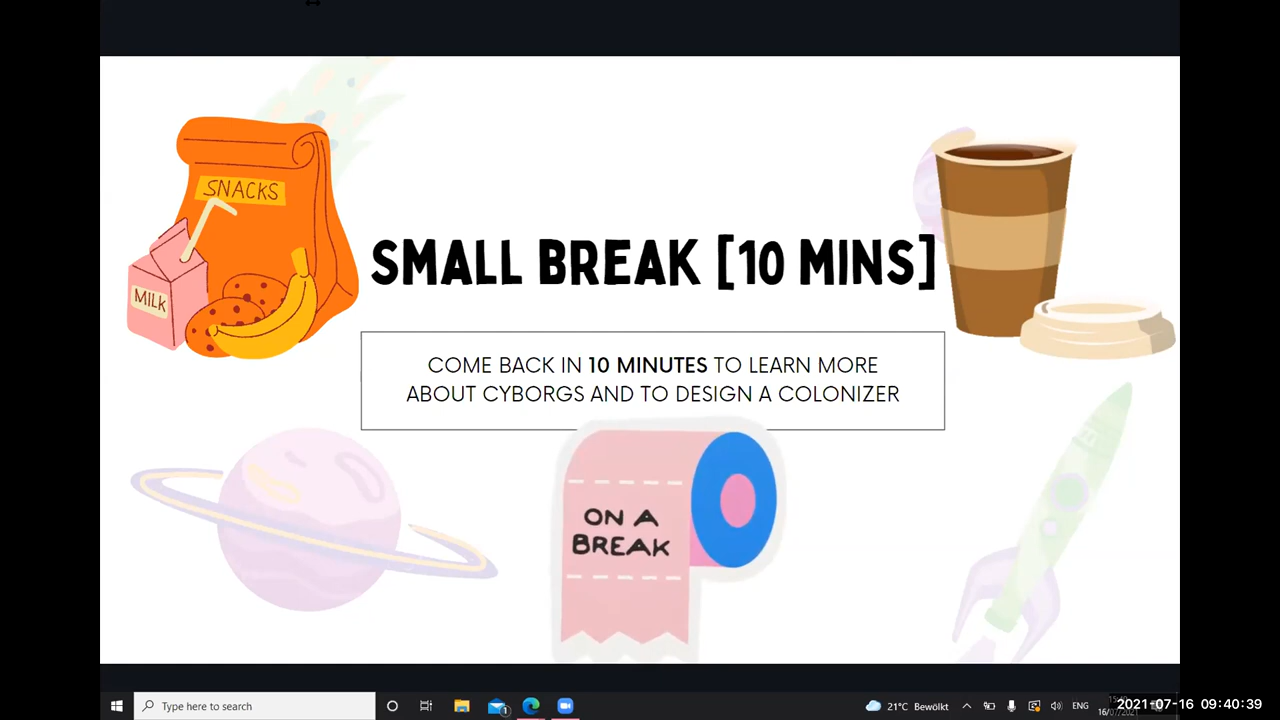 SNACKS
MILK
SMALL BREAK [10 MINS]
COME BACK IN 10 MINUTES TO LEARN MORE
ABOUT CYBORGS AND TO DESIGN A COLONIZER
ON A
BREAK
Type here to search
1
21°C Bewölkt
ENG
2021-07-16 09:40:39